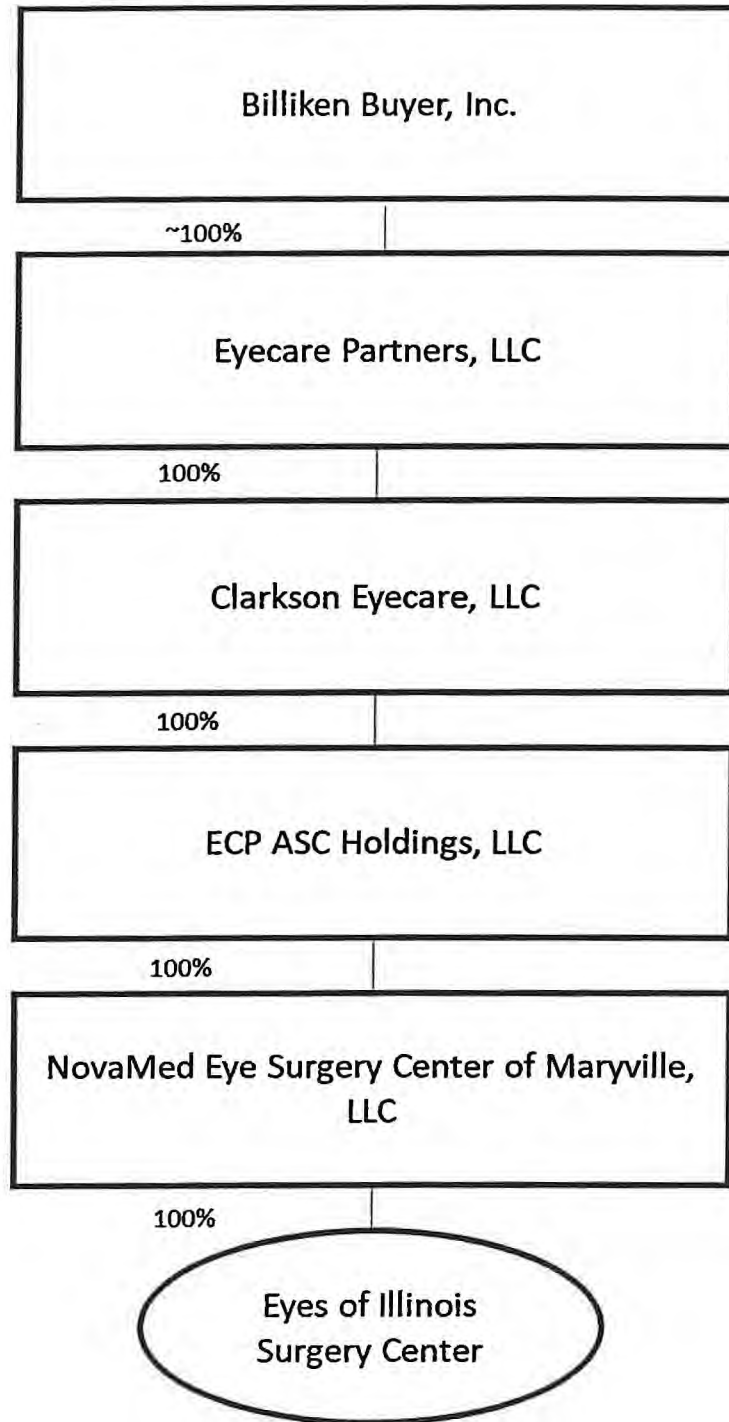 Billiken Buyer, Inc.
~100%
Eyecare Partners, LLC
100%
Clarkson Eyecare, LLC
100%
ECP ASC Holdings, LLC
100%
NovaMed Eye Surgery Center of Maryville,
LLC
100%
Eyes of Illinois
Surgery Center